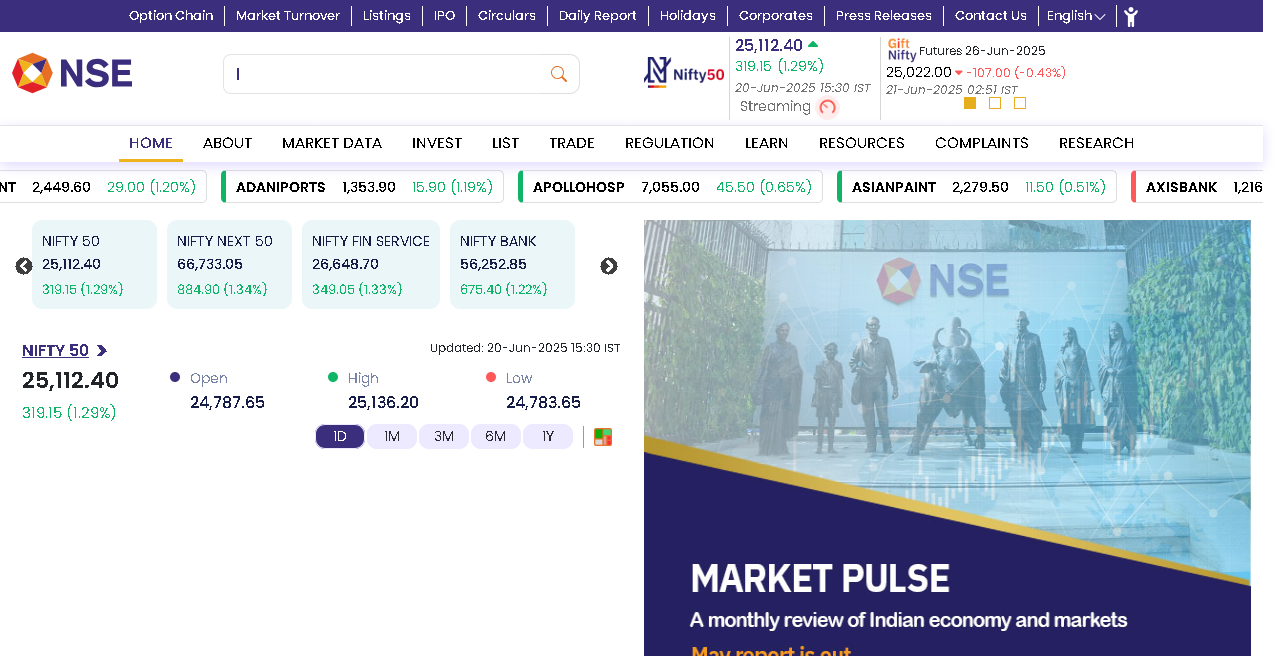 Option Chain Market Turnover Listings IPO Circulars Daily Report Holidays Corporates Press Releases Contact Us English
NSE
Nifty50
25,112.40
319.15 (1.29%)
20-Jun-2025 15:30 IST
Streaming
Gift Nifty Futures 26-Jun-2025
25,022.00 -107.00 (-0.43%)
21-Jun-2025 02:51 IST
HOME ABOUT MARKET DATA INVEST LIST TRADE REGULATION LEARN RESOURCES COMPLAINTS RESEARCH
NT 2,449.60 29.00 (1.20%) ADANIPORTS 1,353.90 15.90 (1.19%) APOLLOHOSP 7,055.00 45.50 (0.65%) ASIANPAINT 2,279.50 11.50 (0.51%) AXISBANK 1,216
NIFTY 50 NIFTY NEXT 50 NIFTY FIN SERVICE NIFTY BANK
25,112.40 66,733.05 26,648.70 56,252.85
319.15 (1.29%) 884.90 (1.34%) 349.05 (1.33%) 675.40 (1.22%)
NIFTY 50
Updated: 20-Jun-2025 15:30 IST
25,112.40 Open High Low
24,787.65 25,136.20 24,783.65
319.15 (1.29%)
1D 1M 3M 6M 1Y
NSE
MARKET PULSE
A monthly review of Indian economy and markets
May report is out